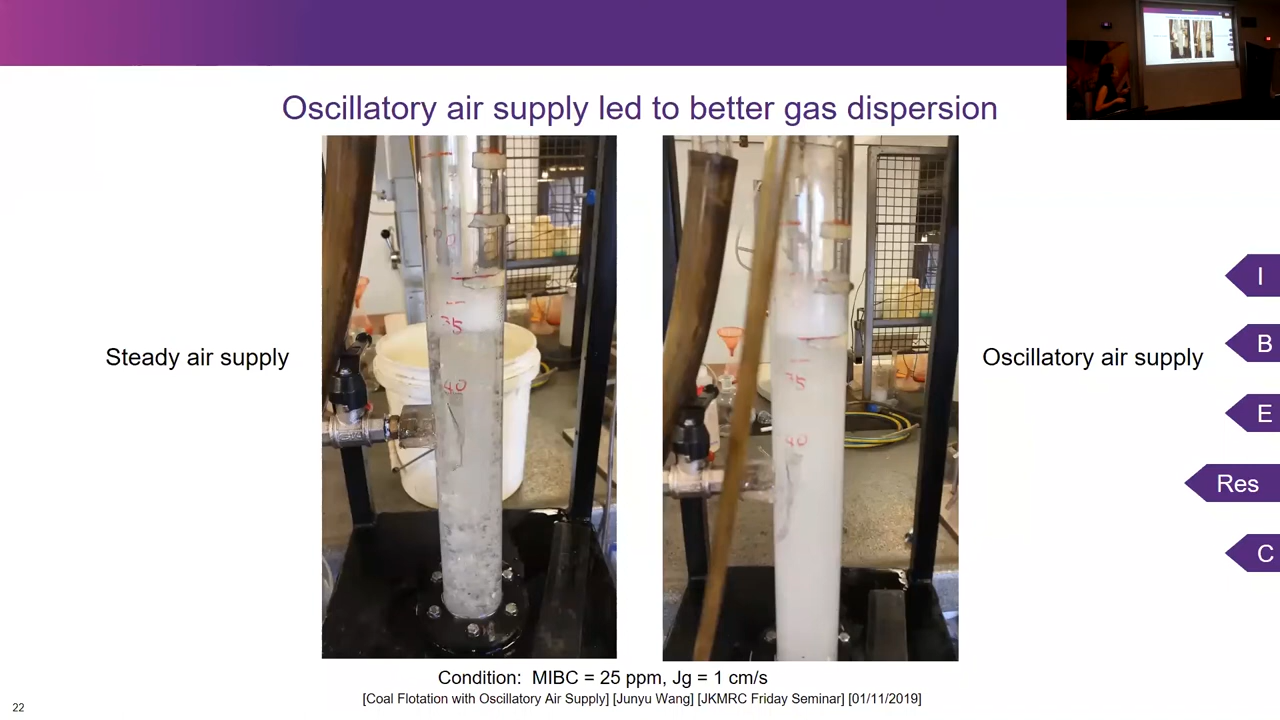 Oscillatory air supply led to better gas dispersion
35
40
35
40
Steady air supply
Oscillatory air supply
I
B
E
Res
C
Condition: MIBC = 25 ppm, Jg = 1 cm/s
[Coal Flotation with Oscillatory Air Supply] [Junyu Wang] [JKMRC Friday Seminar] [01/11/2019]
22